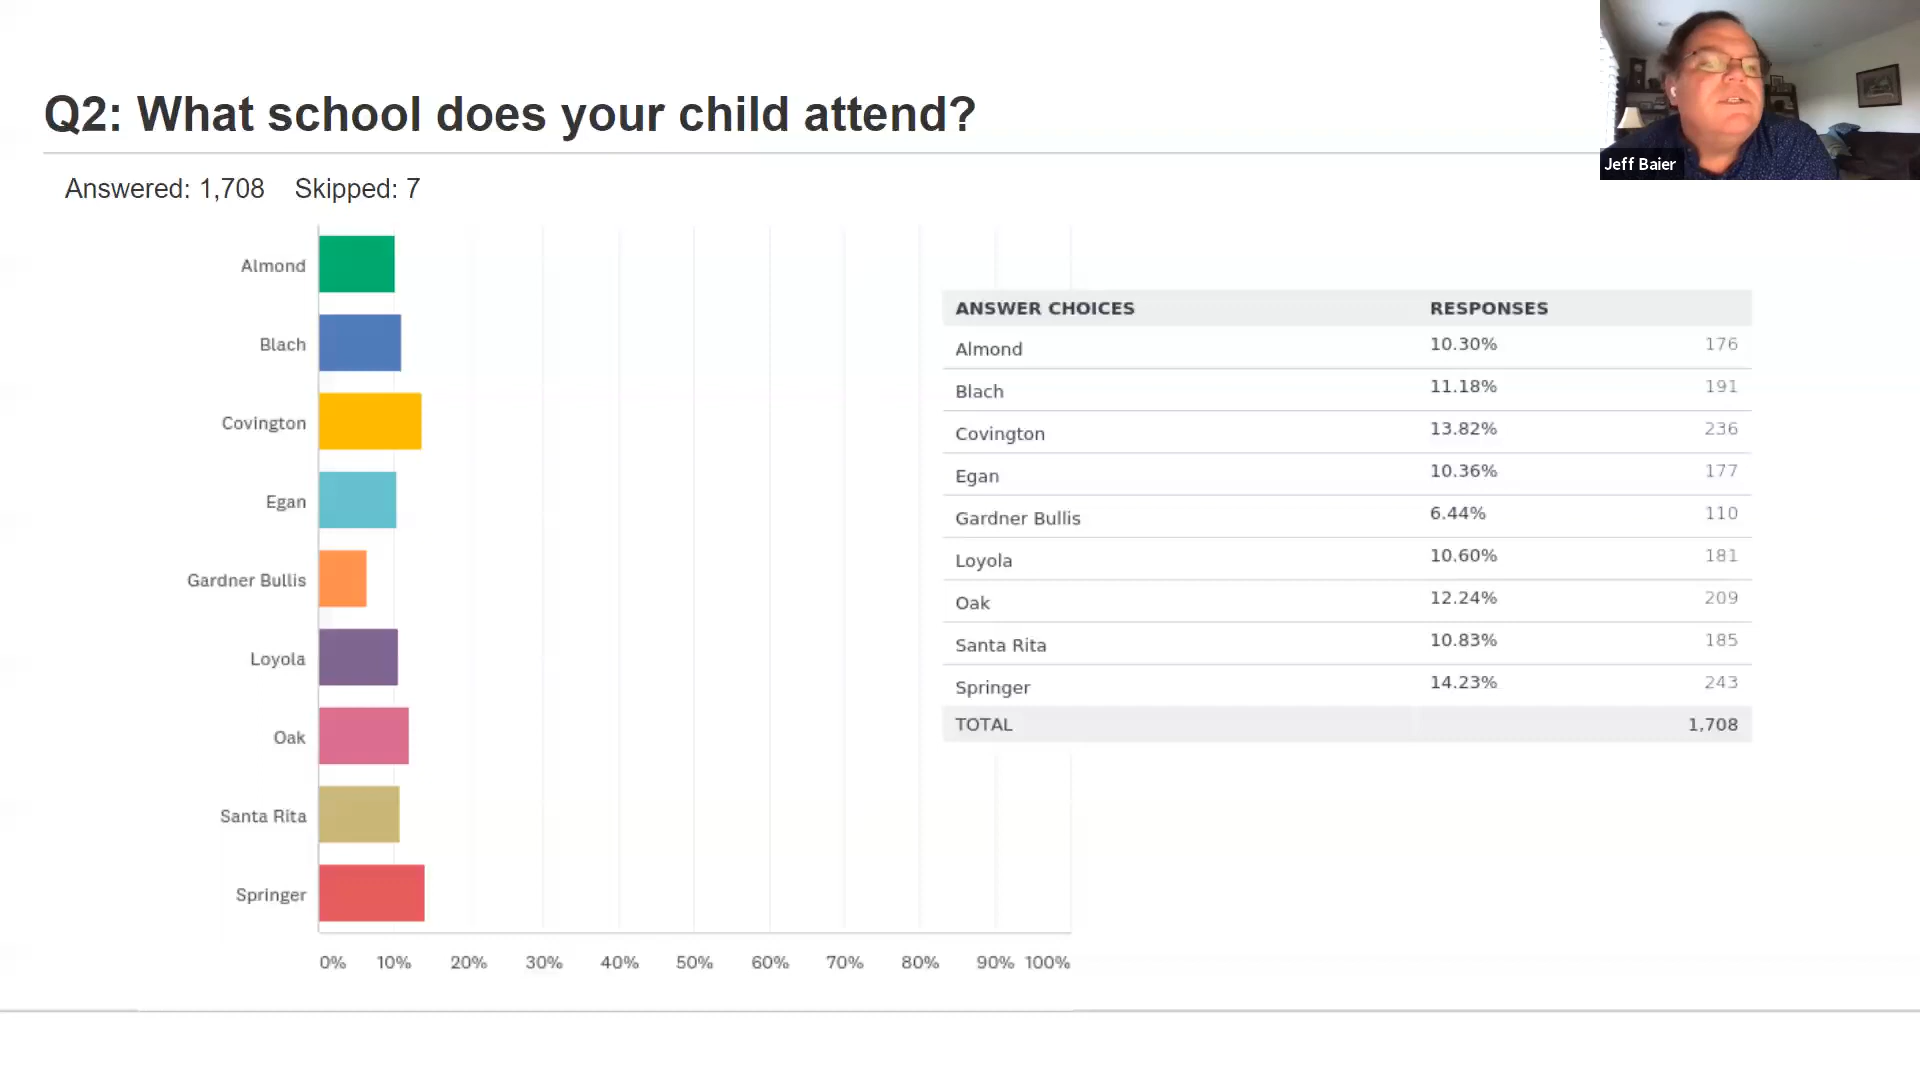 Q2: What school does your child attend?
Jeff Baier
Answered: 1,708 Skipped: 7
Almond
Blach
Covington
Egan
Gardner Bullis
Loyola
Oak
Santa Rita
Springer
0% 10% 20% 30% 40% 50% 60% 70% 80% 90% 100%
ANSWER CHOICES RESPONSES
Almond 10.30% 176
Blach 11.18% 191
Covington 13.82% 236
Egan 10.36% 177
Gardner Bullis 6.44% 110
Loyola 10.60% 181
Oak 12.24% 209
Santa Rita 10.83% 185
Springer 14.23% 243
TOTAL 1,708